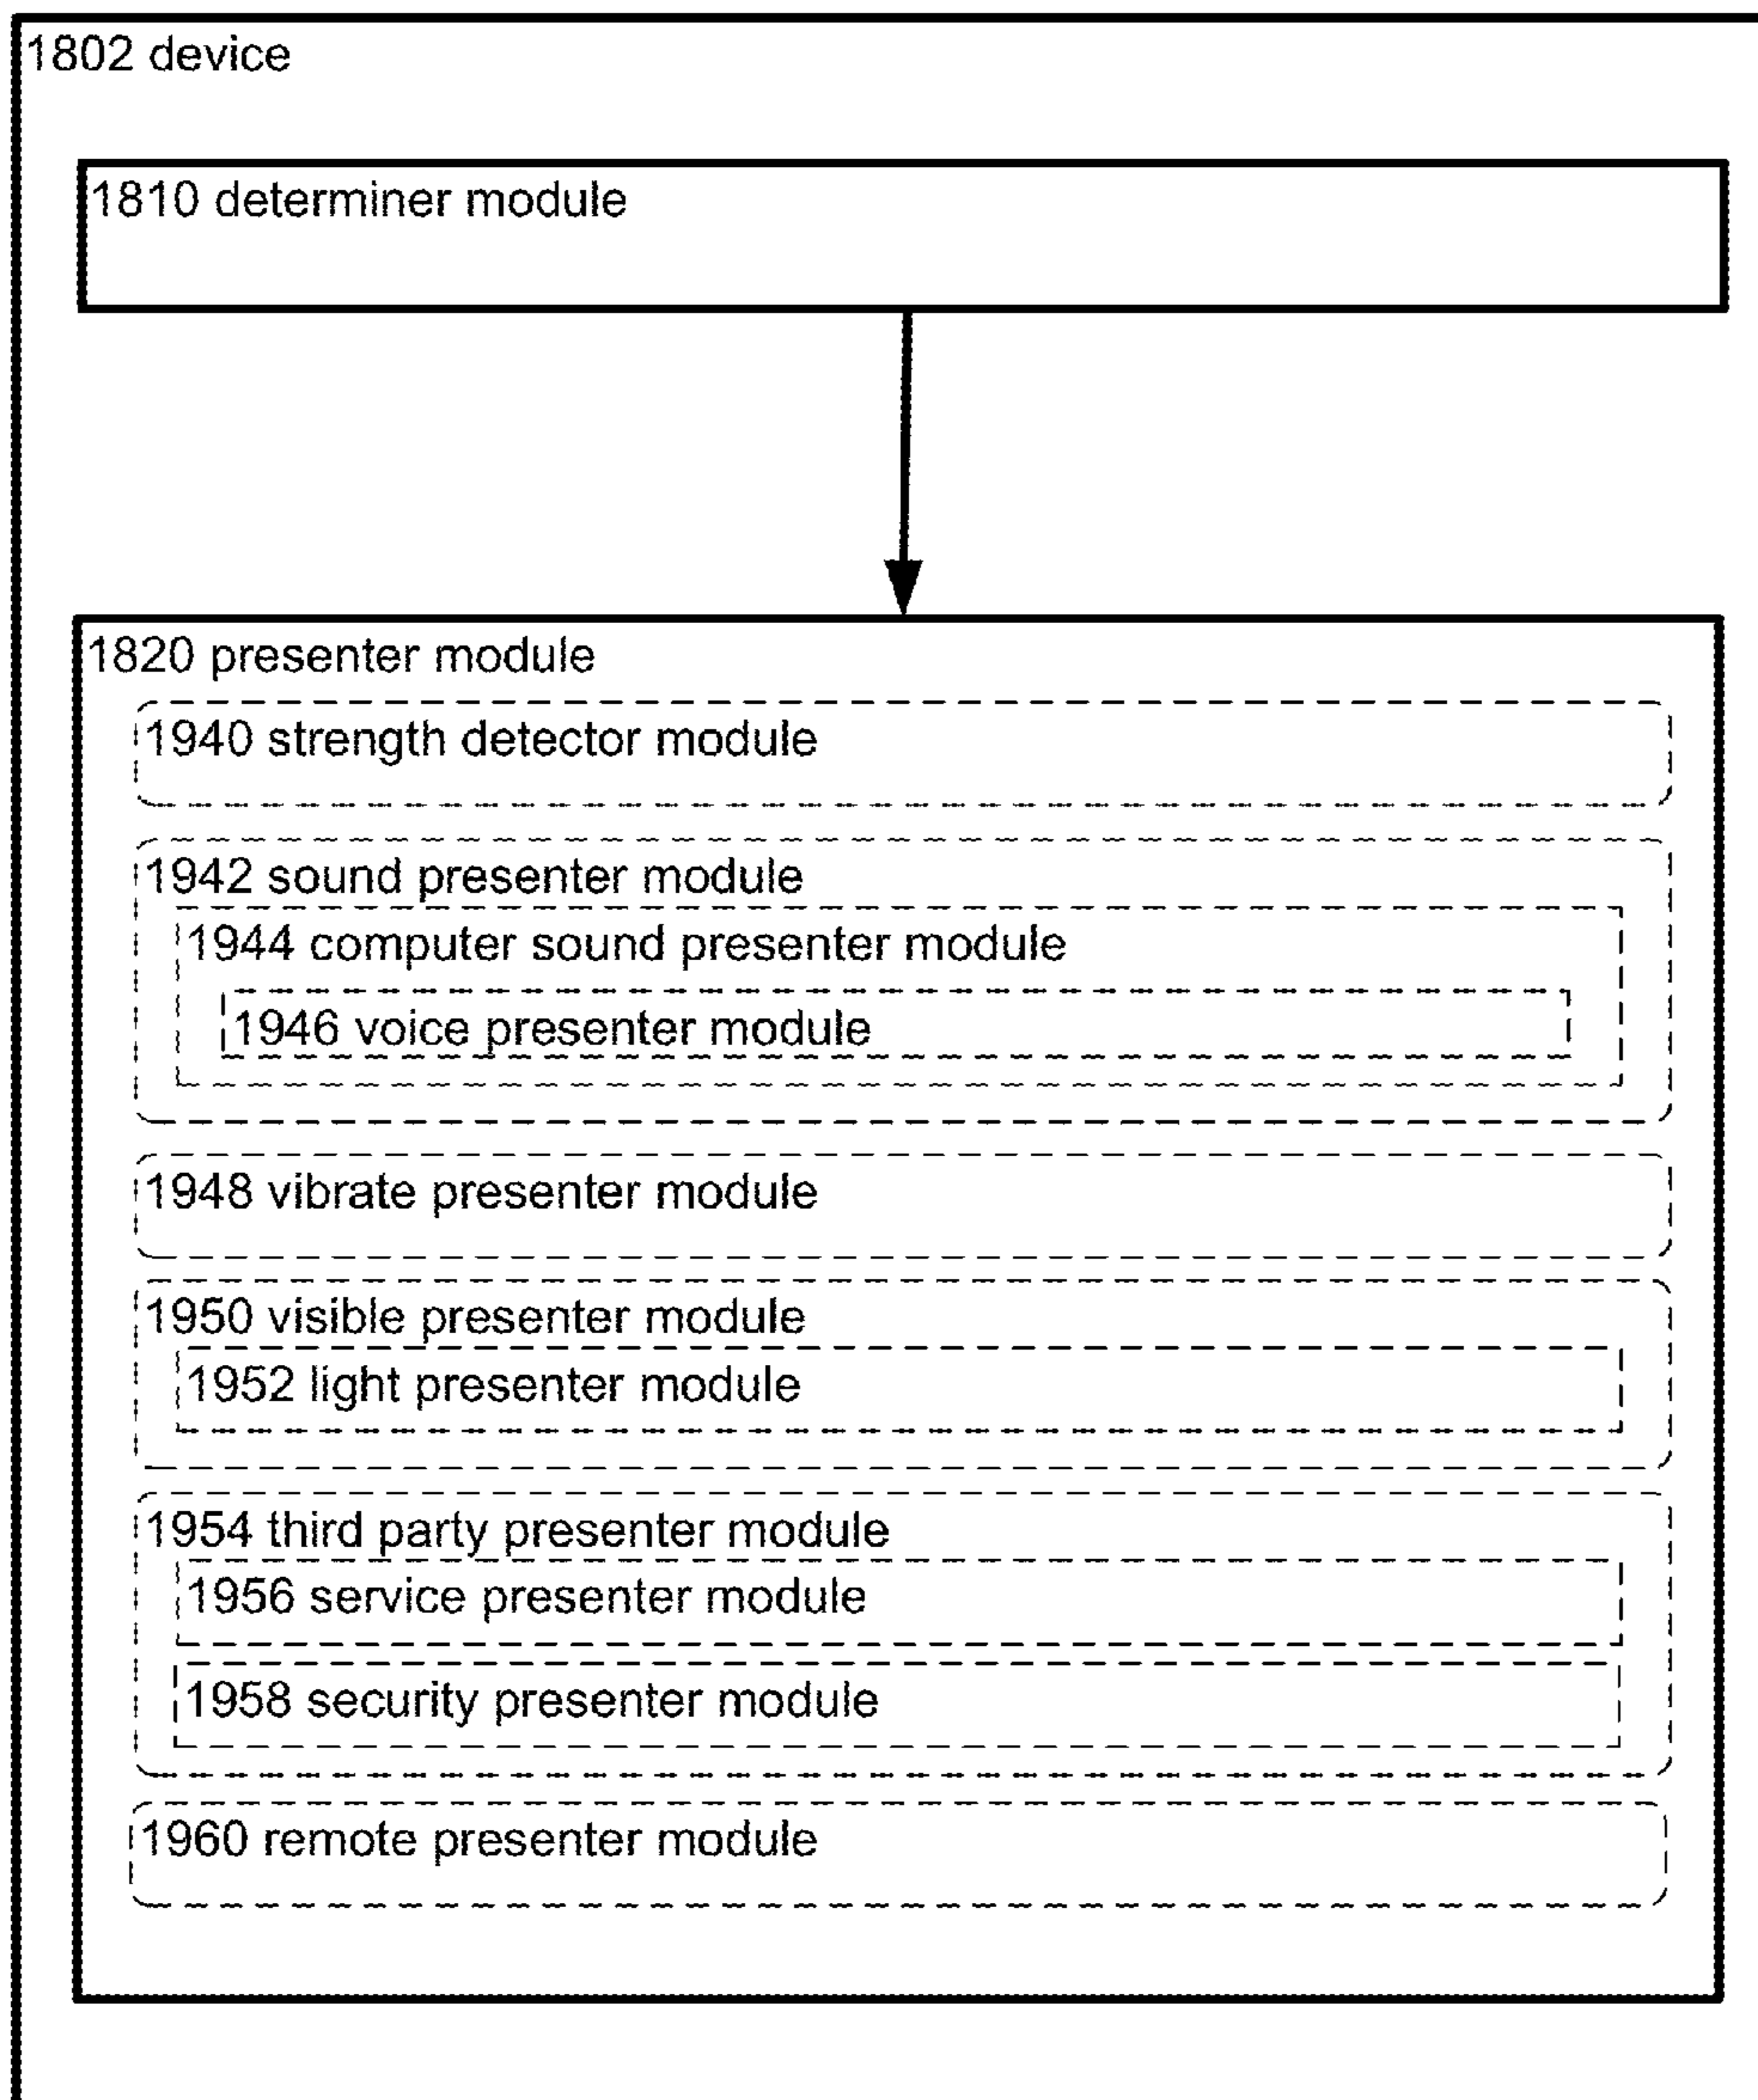 1802 device
1810 determiner module
1820 presenter module
1940 strength detector module
1942 sound presenter module
1944 computer sound presenter module
1946 voice presenter module
1948 vibrate presenter module
1950 visible presenter module
1952 light presenter module
1954 third party presenter module
1956 service presenter module
1958 security presenter module
1960 remote presenter module